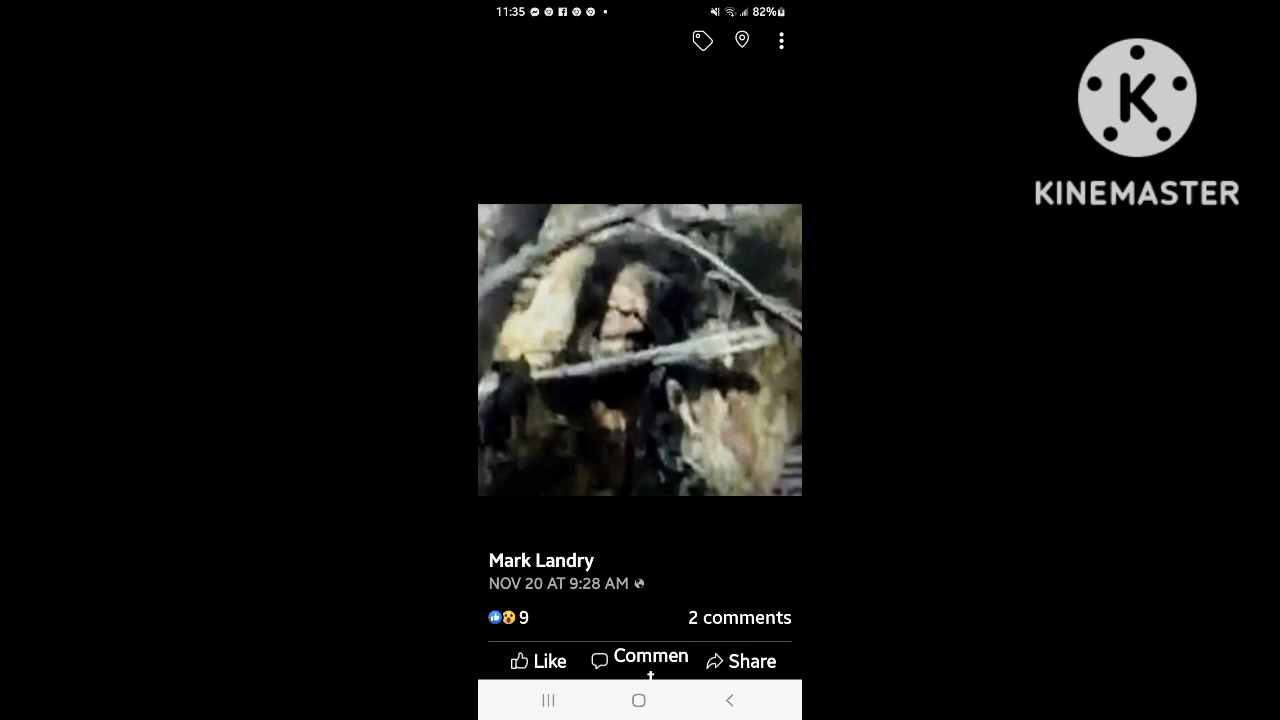 11:35
82%
K
KINEMASTER
Mark Landry
NOV 20 AT 9:28 AM
9
2 comments
Like
Commen
t
Share